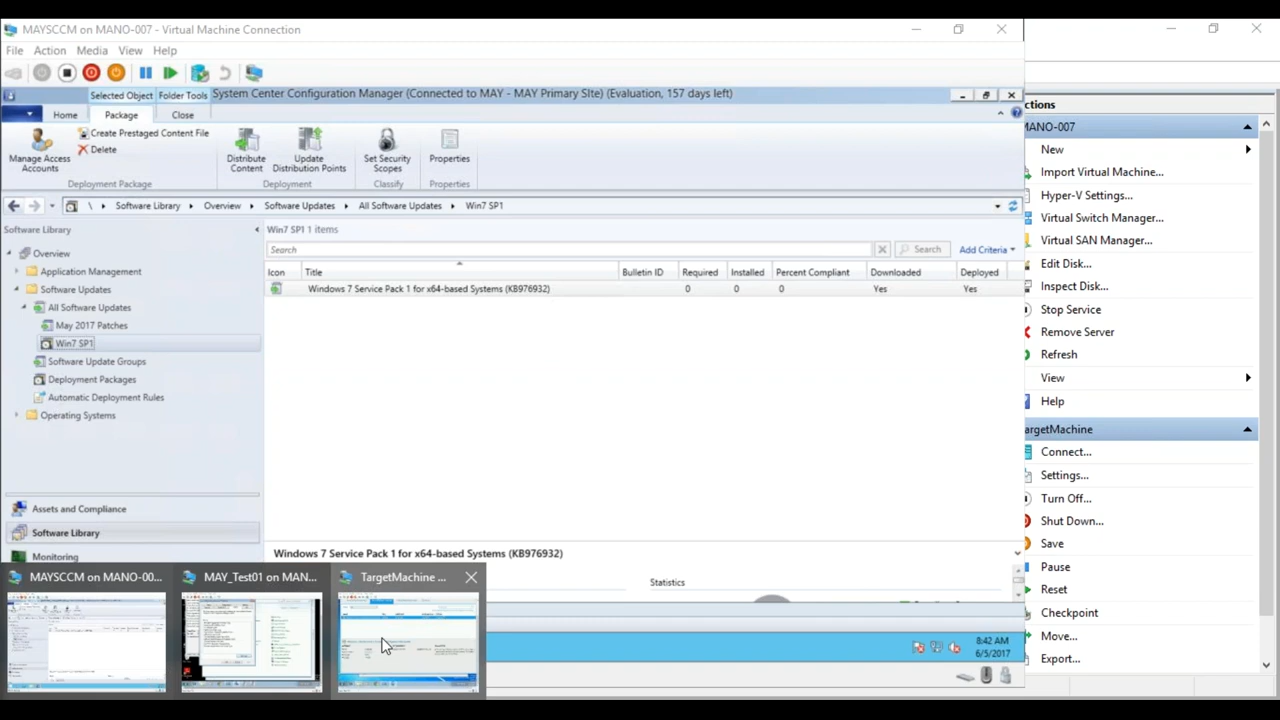 MAYSCCM on MANO-007 - Virtual Machine Connection
File Action Media View Help
Selected Object Folder Tools System Center Configuration Manager (Connected to MAY - MAY Primary Site) (Evaluation, 157 days left)
Home Package Close
Manage Access Accounts
Create Prestaged Content File
Delete
Distribute Content
Update Distribution Points
Set Security Scopes
Properties
Deployment Package Deployment Classify Properties
\ Software Library Overview Software Updates All Software Updates Win7 SP1
Software Library
Overview
Application Management
Software Updates
All Software Updates
May 2017 Patches
Win7 SP1
Software Update Groups
Deployment Packages
Automatic Deployment Rules
Operating Systems
Assets and Compliance
Software Library
Monitoring
Win7 SP1 1 items
Search Search Add Criteria
Icon Title Bulletin ID Required Installed Percent Compliant Downloaded Deployed
Windows 7 Service Pack 1 for x64-based Systems (KB976932) 0 0 0 Yes Yes
Windows 7 Service Pack 1 for x64-based Systems (KB976932)
Statistics
MAYSCCM on MANO-00... MAY_Test01 on MAN... TargetMachine ...
8:42 AM
6/5/2017
ctions
MANO-007
New
Import Virtual Machine...
Hyper-V Settings...
Virtual Switch Manager...
Virtual SAN Manager...
Edit Disk...
Inspect Disk...
Stop Service
Remove Server
Refresh
View
Help
argetMachine
Connect...
Settings...
Turn Off...
Shut Down...
Save
Pause
Reset
Checkpoint
Move...
Export...